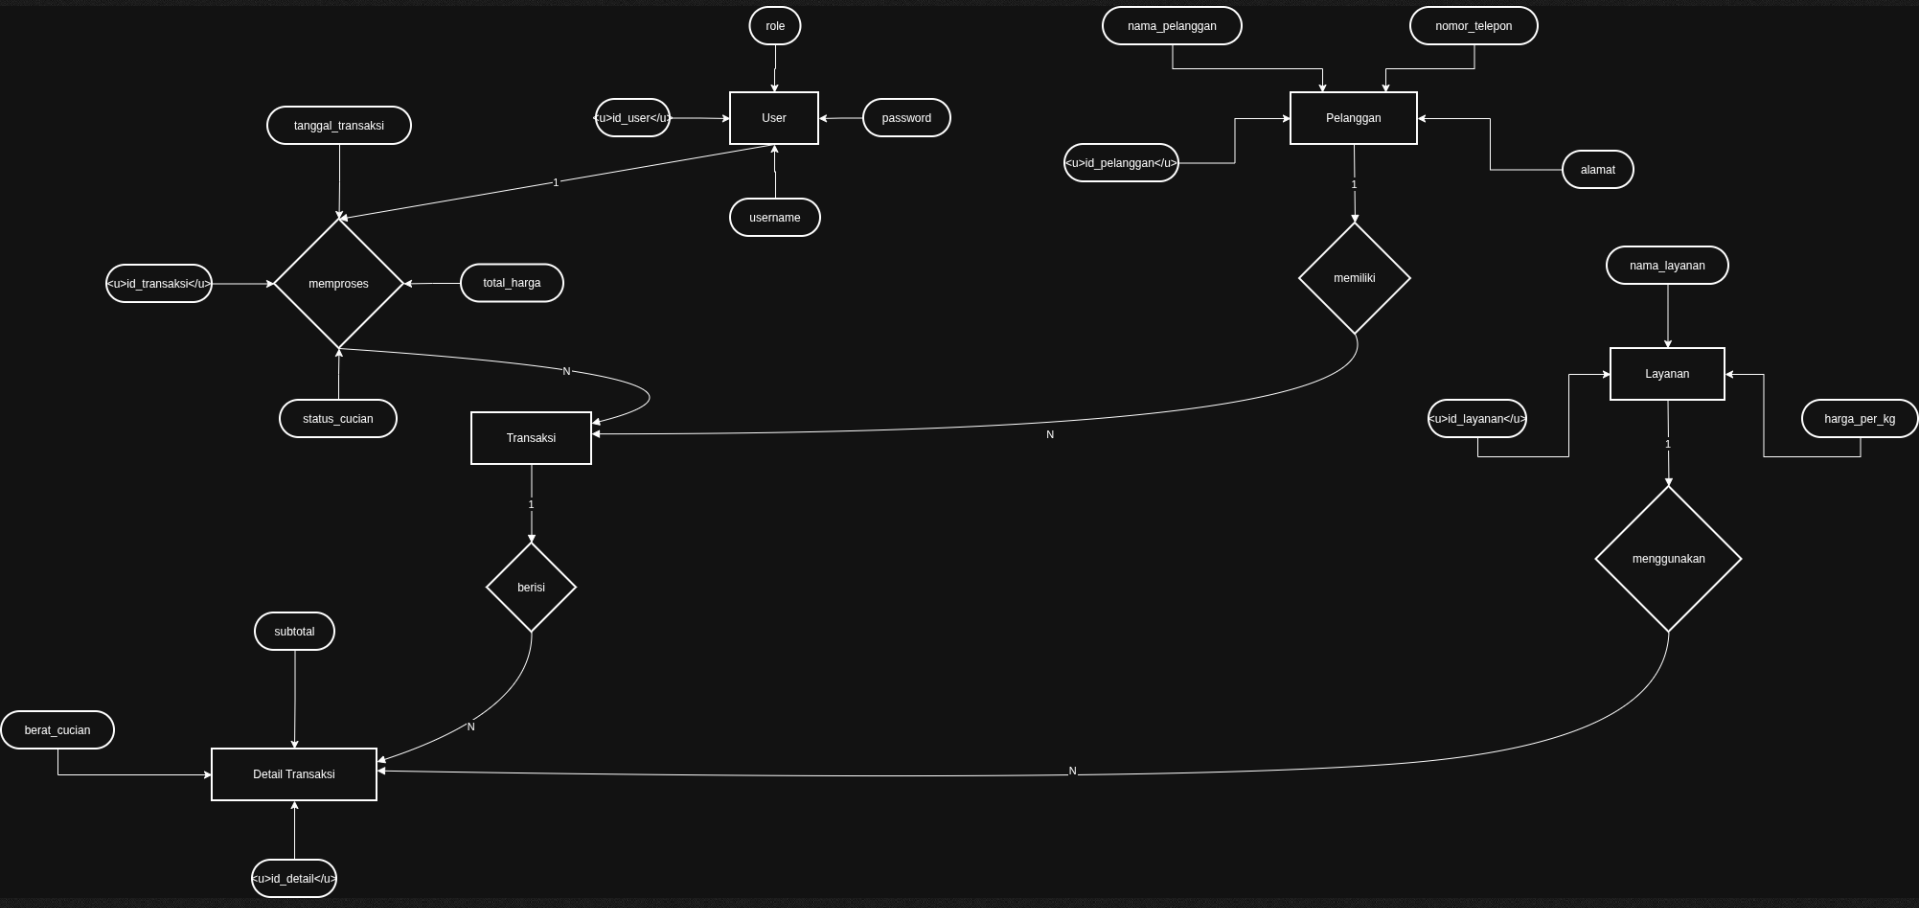 role
nama_pelanggan
nomor_telepon
tanggal_transaksi
<u>id_user</u>
User
password
Pelanggan
<u>id_pelanggan</u>
alamat
1
1
username
nama_layanan
<u>id_transaksi</u>
memproses
total_harga
memiliki
N
Layanan
status_cucian
<u>id_layanan</u>
harga_per_kg
Transaksi
N
1
1
menggunakan
berisi
subtotal
berat_cucian
N
Detail Transaksi
N
<u>id_detail</u>